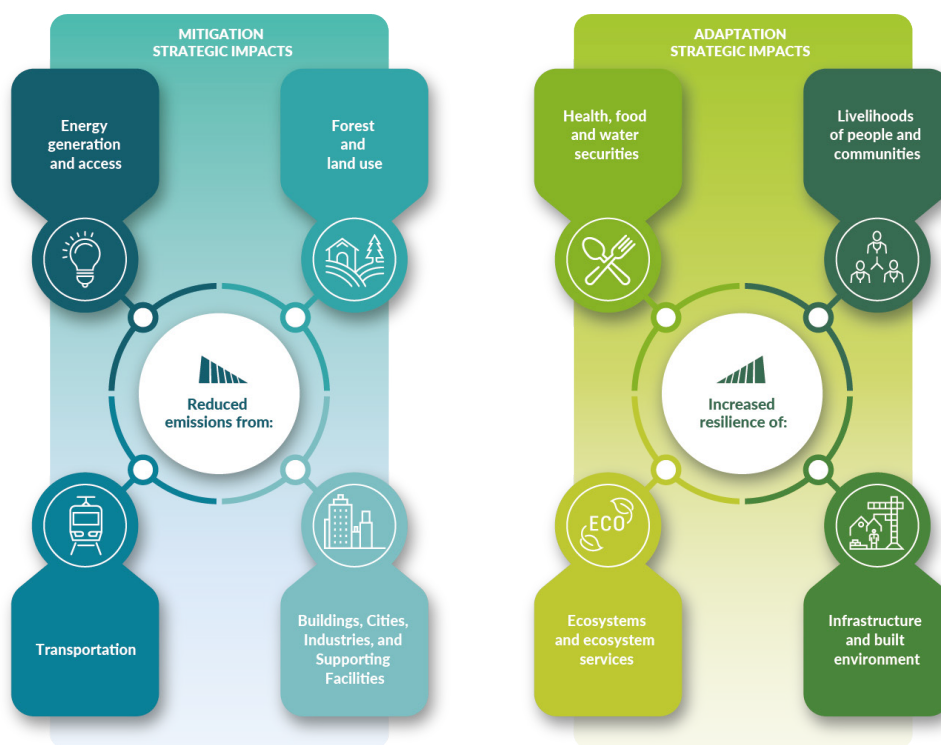 MITIGATION
STRATEGIC IMPACTS
Energy
generation
and access
Forest
and
land use
Reduced
emissions from:
Transportation
Buildings, Cities,
Industries, and
Supporting
Facilities
ADAPTATION
STRATEGIC IMPACTS
Health, food
and water
securities
Livelihoods
of people and
communities
Increased
resilience of:
ECO
Ecosystems
and ecosystem
services
Infrastructure
and built
environment